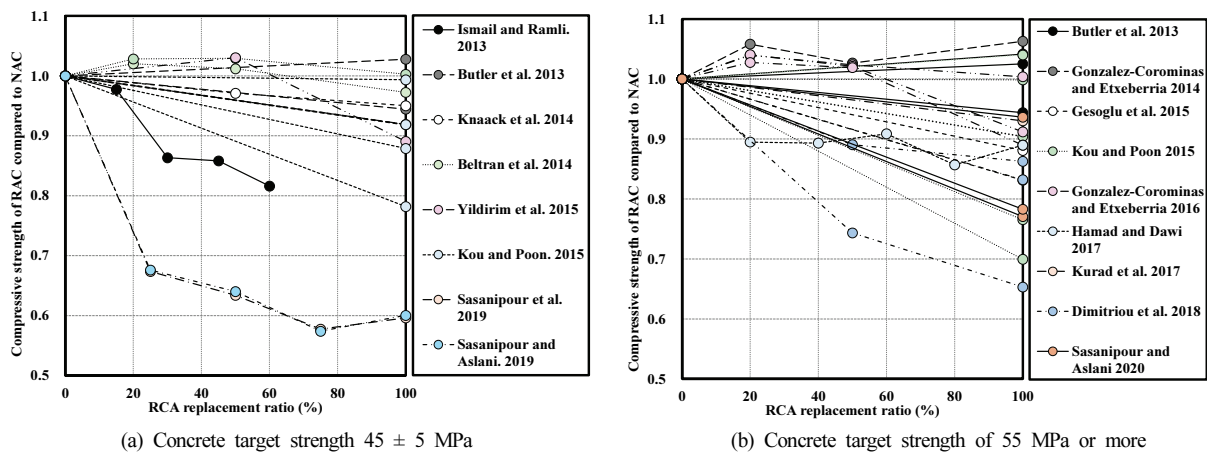 Compressive strength of RAC compared to NAC
1.1
1.0
0.9
0.8
0.7
0.6
0.5
0
20
40
60
80
100
RCA replacement ratio (%)
Ismail and Ramli.
2013
Butler et al. 2013
Knaack et al. 2014
Beltran et al. 2014
Yildirim et al. 2015
Kou and Poon. 2015
Sasanipour et al.
2019
Sasanipour and
Aslani. 2019
(a) Concrete target strength 45 ± 5 MPa
Compressive strength of RAC compared to NAC
1.1
1.0
0.9
0.8
0.7
0.6
0.5
0
20
40
60
80
100
RCA replacement ratio (%)
Butler et al. 2013
Gonzalez-Corominas
and Etxeberria 2014
Gesoglu et al. 2015
Kou and Poon 2015
Gonzalez-Corominas
and Etxeberria 2016
Hamad and Dawi
2017
Kurad et al. 2017
Dimitriou et al. 2018
Sasanipour and
Aslani 2020
(b) Concrete target strength of 55 MPa or more